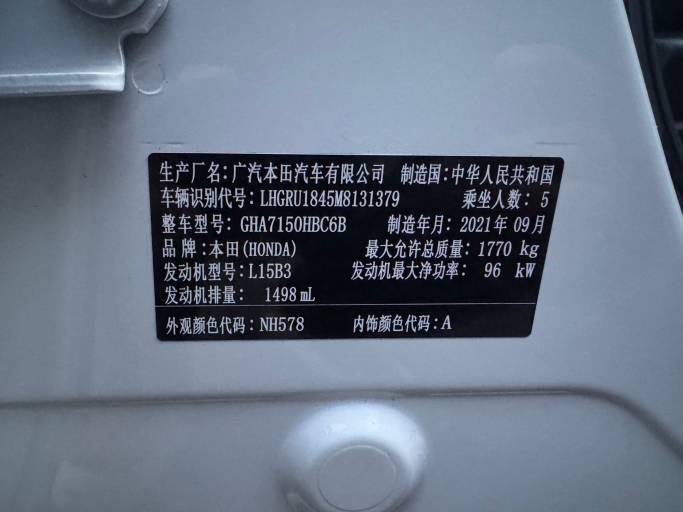 生产厂名:广汽本田汽车有限公司 制造国:中华人民共和国
车辆识别代号: LHGRU1845M8131379 乘坐人数: 5
整车型号: GHA7150HBC6B 制造年月: 2021年09月
品牌:本田(HONDA) 最大允许总质量: 1770 kg
发动机型号:L15B3 发动机最大净功率: 96 kW
发动机排量: 1498 mL
外观颜色代码:NH578 内饰颜色代码:A